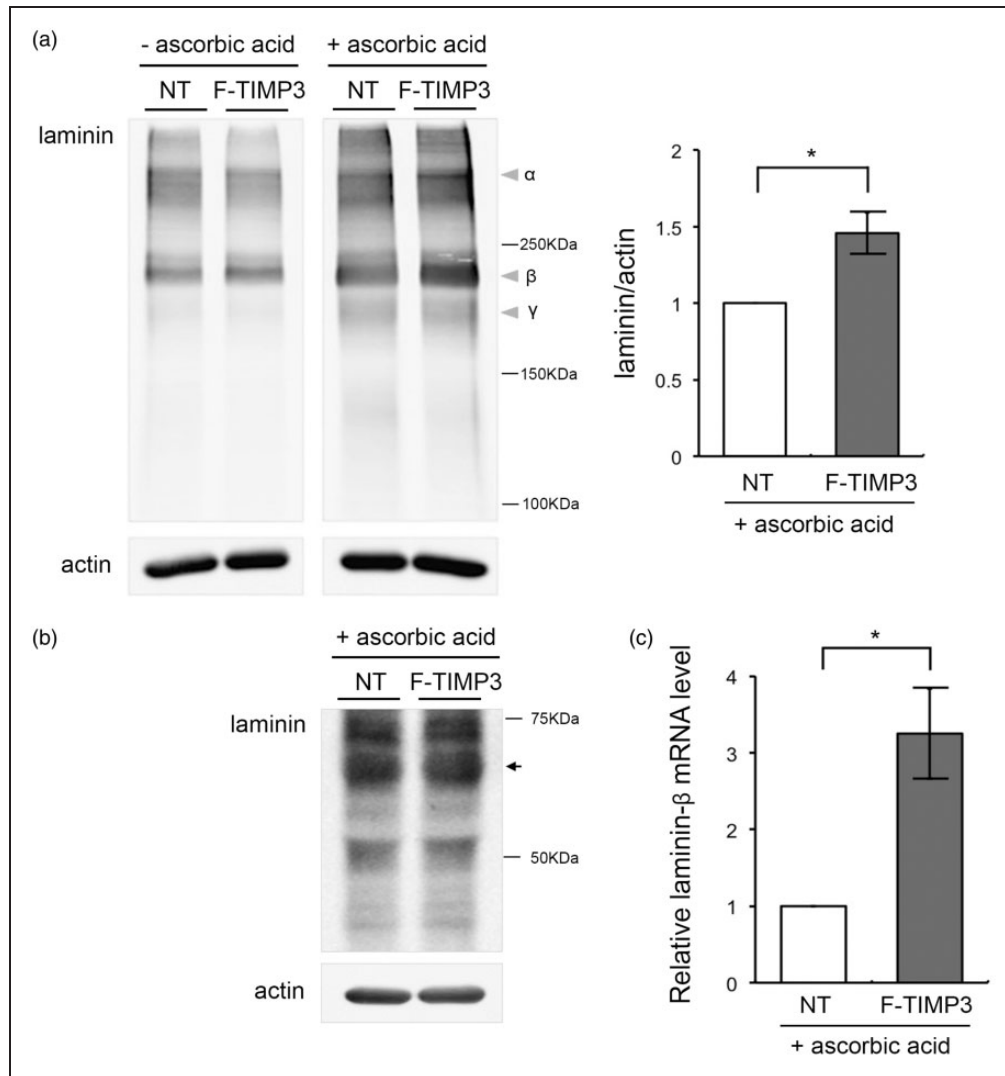 (a)
- ascorbic acid
+ ascorbic acid
NT F-TIMP3
NT F-TIMP3
laminin
α
250KDa
β
γ
150KDa
100KDa
actin
2
1.5
1
0.5
0
laminin/actin
*
NT F-TIMP3
+ ascorbic acid
(b)
+ ascorbic acid
NT F-TIMP3
laminin
75KDa
50KDa
actin
(c)
Relative laminin-β mRNA level
4
3
2
1
0
*
NT F-TIMP3
+ ascorbic acid